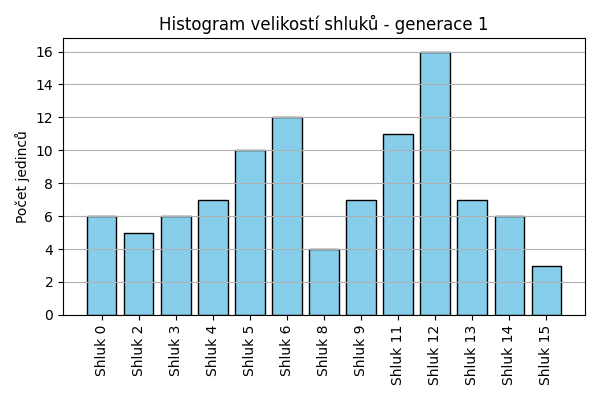 Histogram velikostí shluků - generace 1
Počet jedinců
16
14
12
10
8
6
4
2
0
Shluk 0
Shluk 2
Shluk 3
Shluk 4
Shluk 5
Shluk 6
Shluk 8
Shluk 9
Shluk 11
Shluk 12
Shluk 13
Shluk 14
Shluk 15